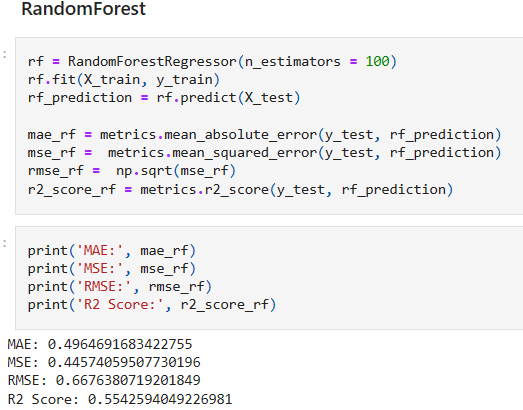 RandomForest
:
rf = RandomForestRegressor(n_estimators = 100)
rf.fit(X_train, y_train)
rf_prediction = rf.predict(X_test)
mae_rf = metrics.mean_absolute_error(y_test, rf_prediction)
mse_rf =  metrics.mean_squared_error(y_test, rf_prediction)
rmse_rf =  np.sqrt(mse_rf)
r2_score_rf = metrics.r2_score(y_test, rf_prediction)
:
print('MAE:', mae_rf)
print('MSE:', mse_rf)
print('RMSE:', rmse_rf)
print('R2 Score:', r2_score_rf)
MAE: 0.4964691683422755
MSE: 0.44574059507730196
RMSE: 0.6676380719201849
R2 Score: 0.5542594049226981